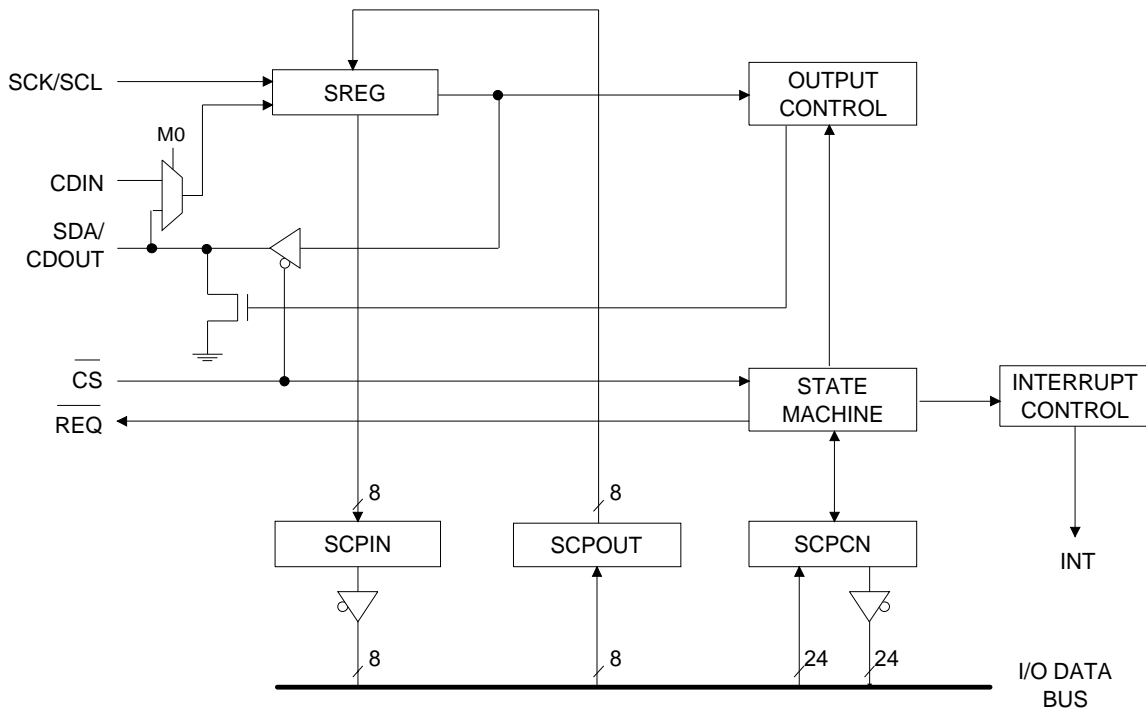 SCK/SCL
SREG
OUTPUT
CONTROL
M0
CDIN
SDA/
CDOUT
CS
REQ
STATE
MACHINE
INTERRUPT
CONTROL
8
8
SCPIN
SCPOUT
SCPCN
INT
8
8
24
24
I/O DATA
BUS